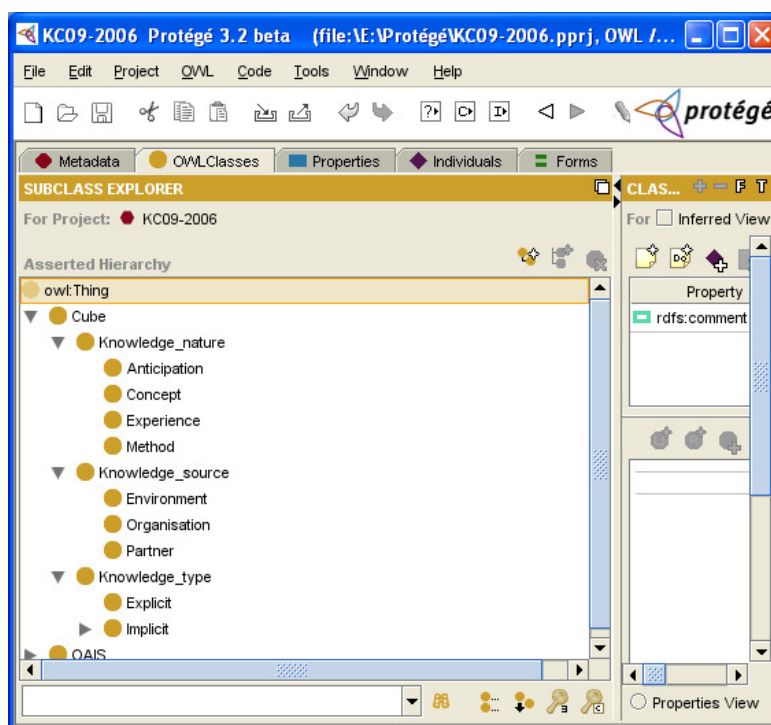 KC09-2006 Protégé 3.2 beta (file:\E:\Protégé\KC09-2006.pprj, OWL /...
File Edit Project OWL Code Tools Window Help
protégé
Metadata OWLClasses Properties Individuals Forms
SUBCLASS EXPLORER CLAS... F T
For Project: KC09-2006 For Inferred View
Asserted Hierarchy
owl:Thing Property
Cube rdfs:comment
Knowledge_nature
Anticipation
Concept
Experience
Method
Knowledge_source
Environment
Organisation
Partner
Knowledge_type
Explicit
Implicit
OAIS
Properties View